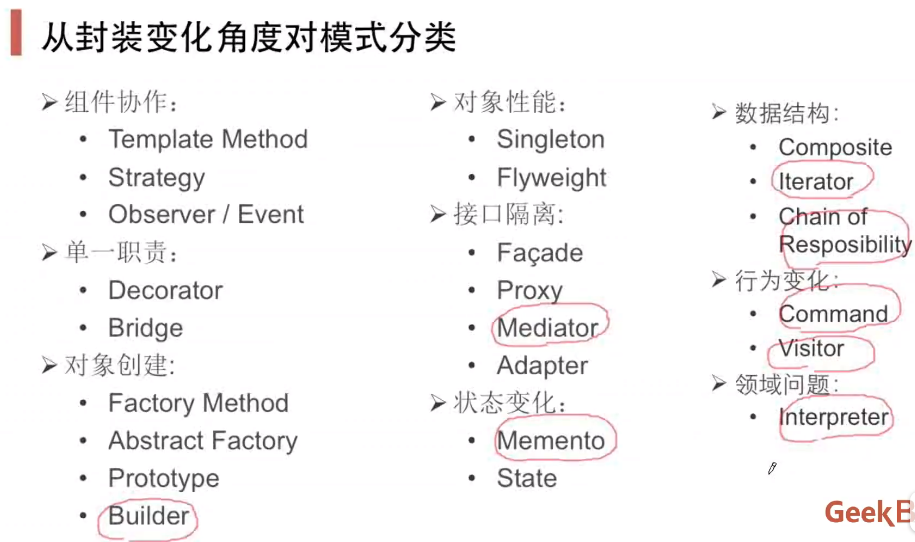 从封装变化角度对模式分类
➢ 组件协作：
• Template Method
• Strategy
• Observer / Event
➢ 单一职责：
• Decorator
• Bridge
➢ 对象创建:
• Factory Method
• Abstract Factory
• Prototype
• Builder
➢ 对象性能：
• Singleton
• Flyweight
➢ 接口隔离:
• Façade
• Proxy
• Mediator
• Adapter
➢ 状态变化：
• Memento
• State
➢ 数据结构:
• Composite
• Iterator
• Chain of
Resposibility
➢ 行为变化:
• Command
• Visitor
➢ 领域问题:
• Interpreter
GeekB